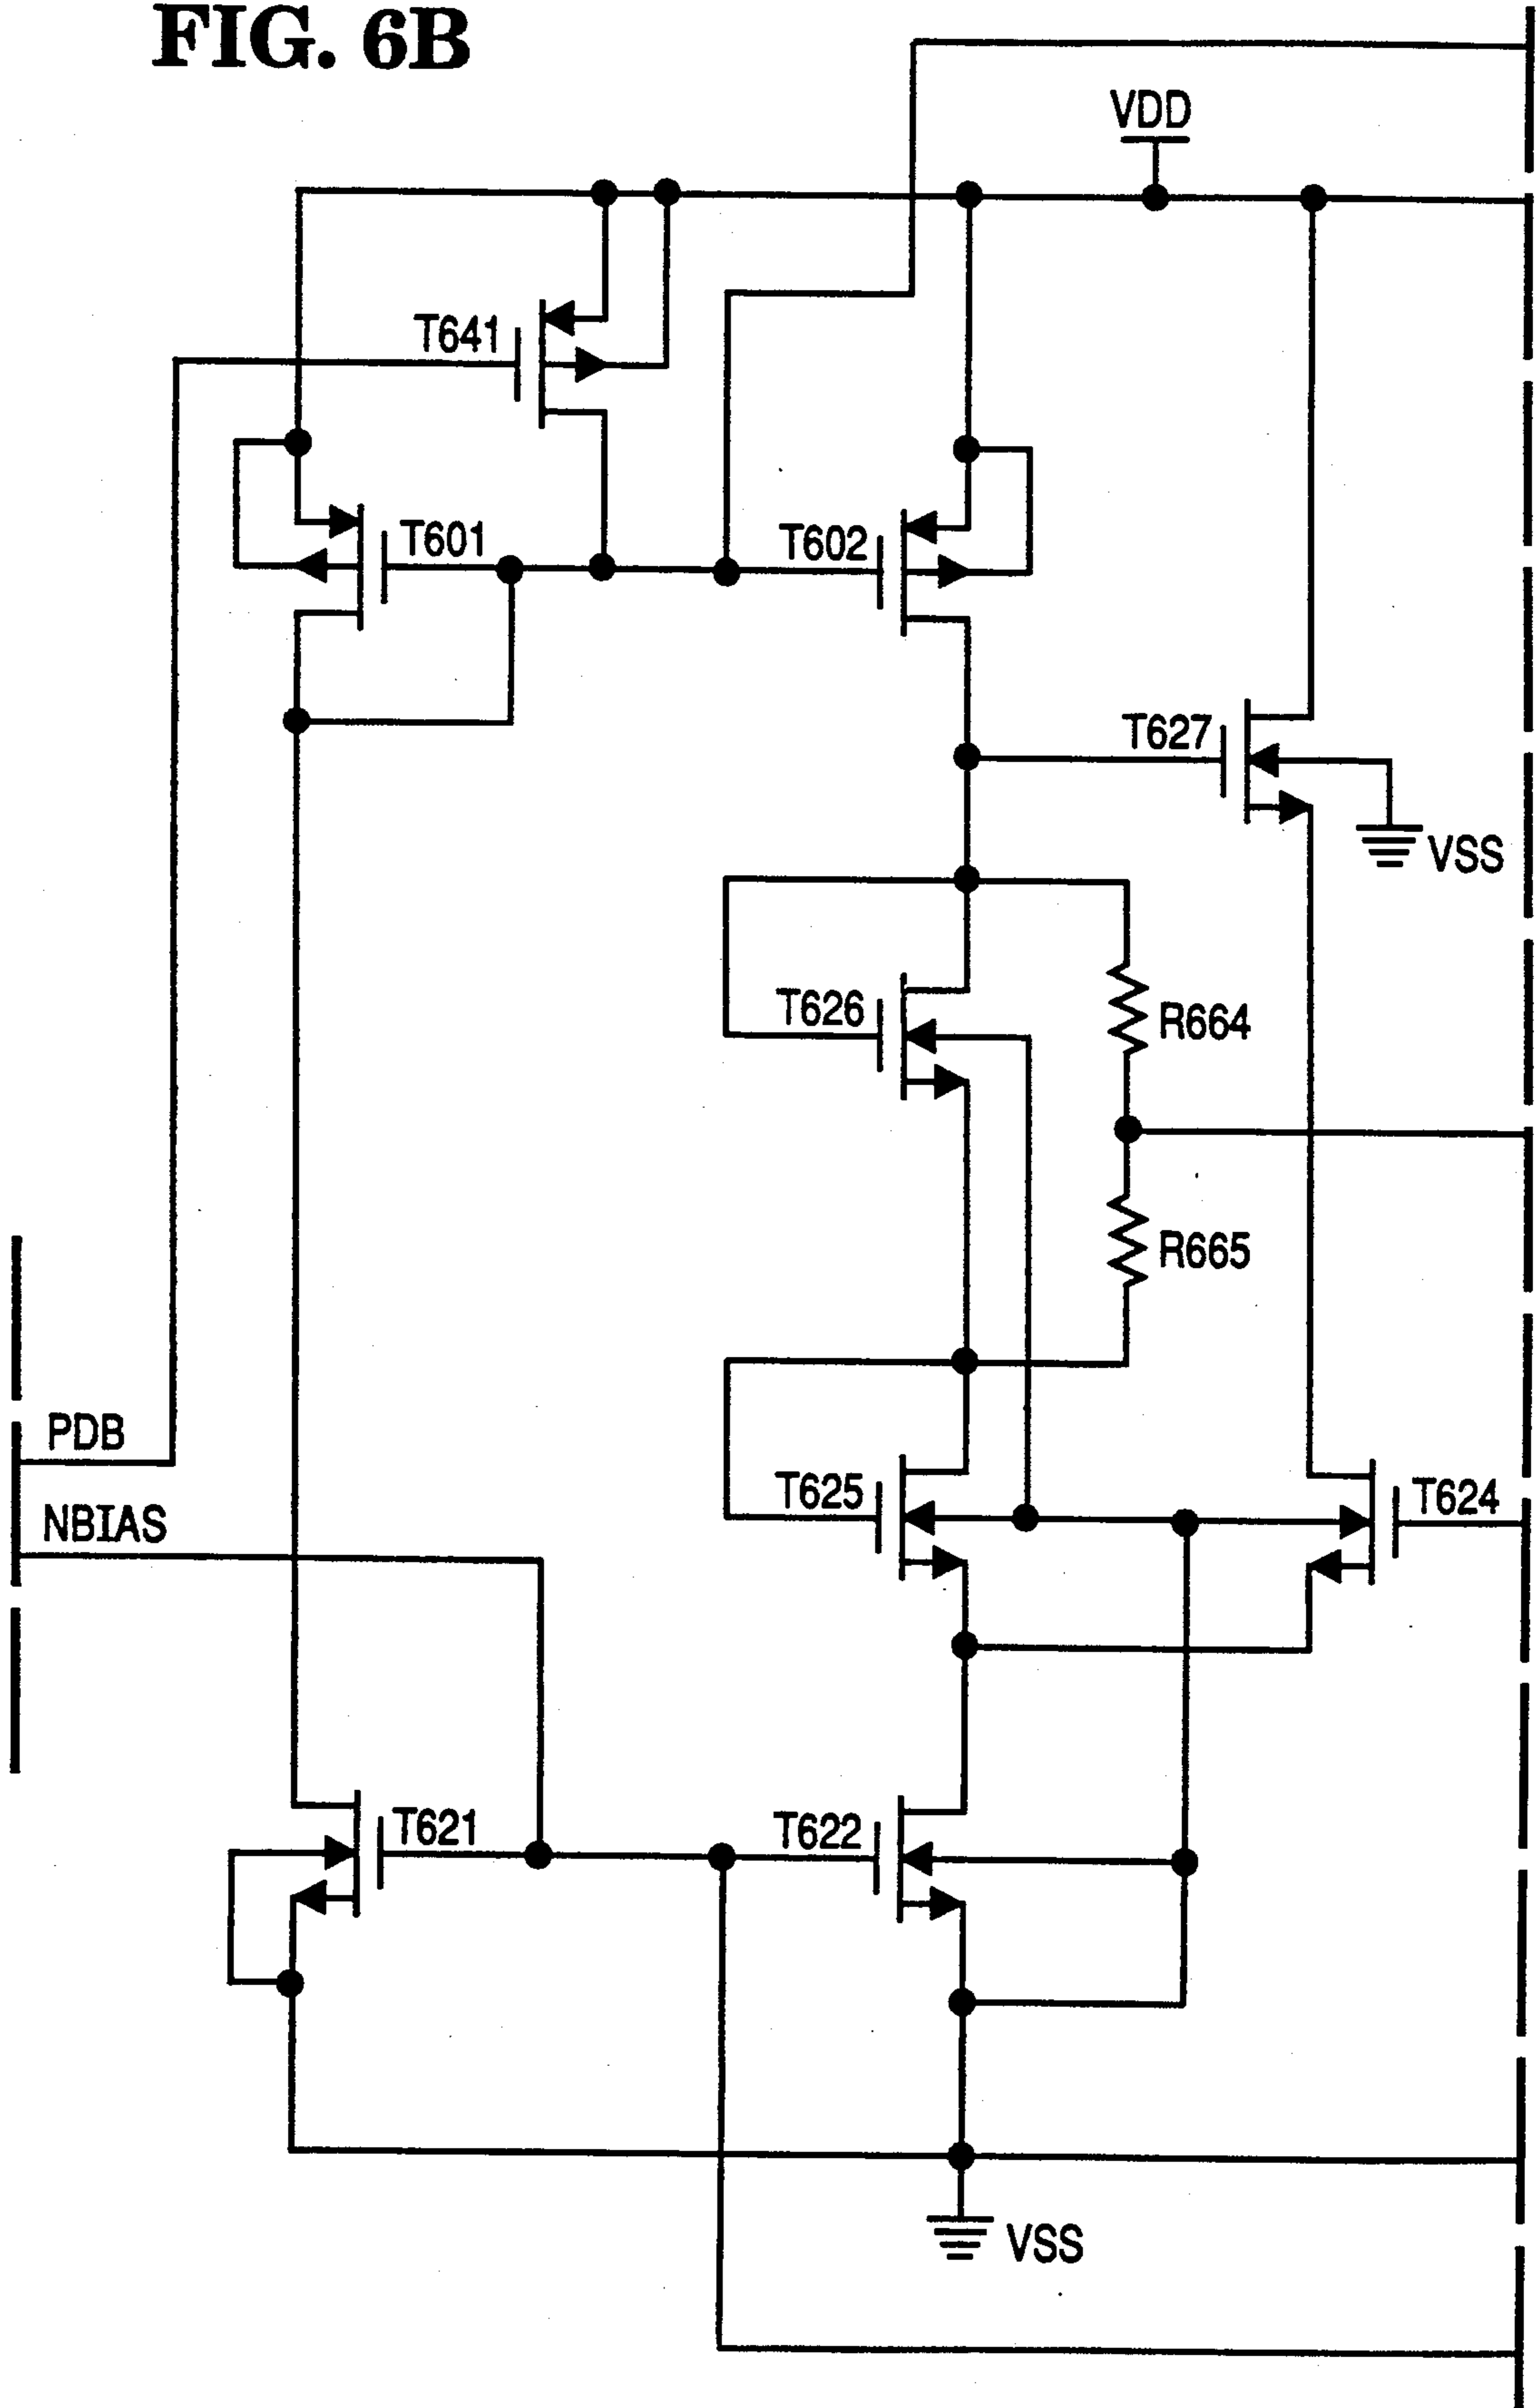 FIG. 6B
VDD
T641
T601
T602
T627
VSS
T626
R664
R665
PDB
T625
T624
NBIAS
T621
T622
VSS